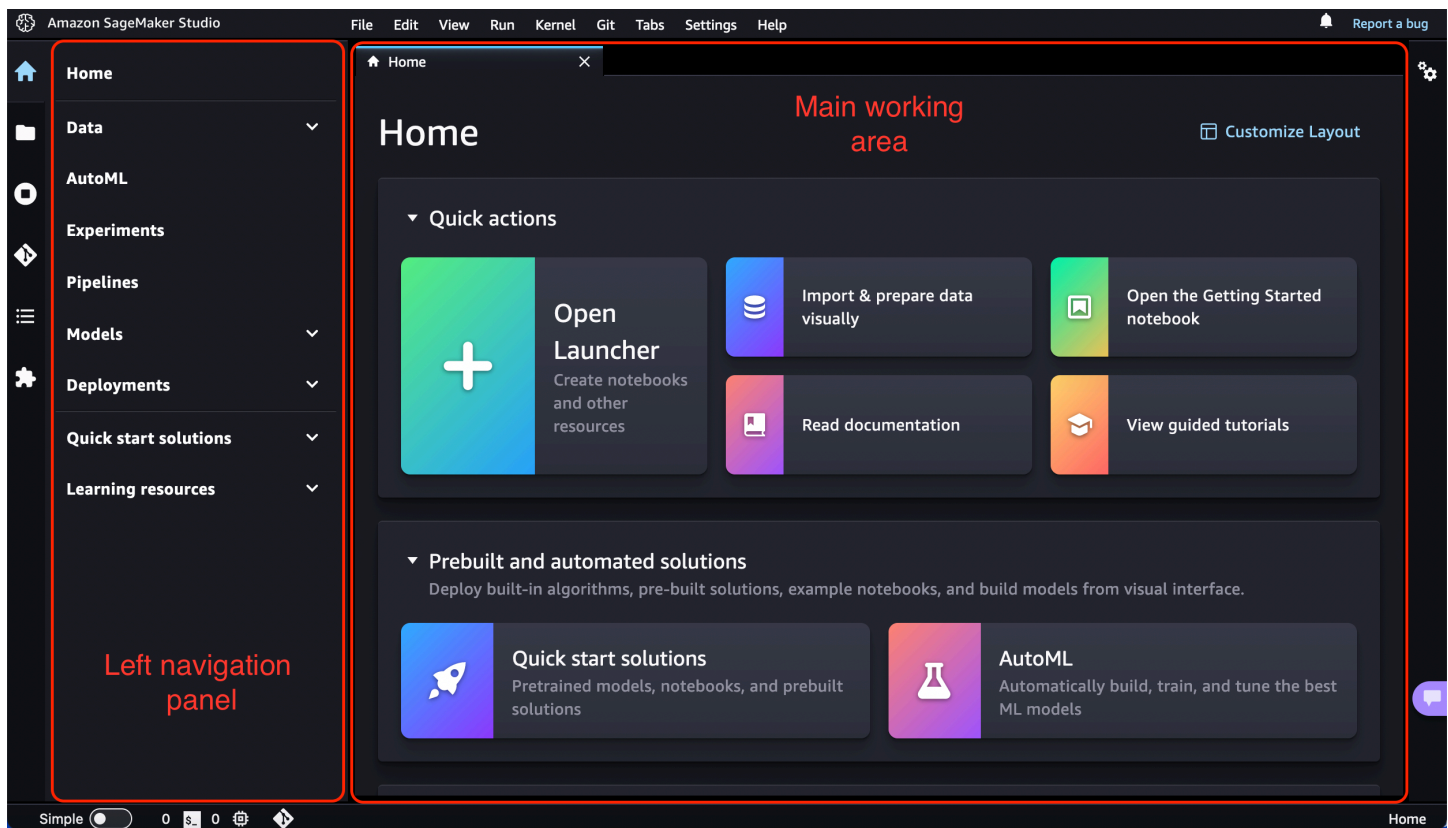 Amazon SageMaker Studio
File Edit View Run Kernel Git Tabs Settings Help
Report a bug
Home
Data
AutoML
Experiments
Pipelines
Models
Deployments
Quick start solutions
Learning resources
Left navigation
panel
Home
Main working
area
Home
Customize Layout
Quick actions
Open
Launcher
Create notebooks
and other
resources
Import & prepare data
visually
Open the Getting Started
notebook
Read documentation
View guided tutorials
Prebuilt and automated solutions
Deploy built-in algorithms, pre-built solutions, example notebooks, and build models from visual interface.
Quick start solutions
Pretrained models, notebooks, and prebuilt
solutions
AutoML
Automatically build, train, and tune the best
ML models
Simple 0 $_ 0
Home